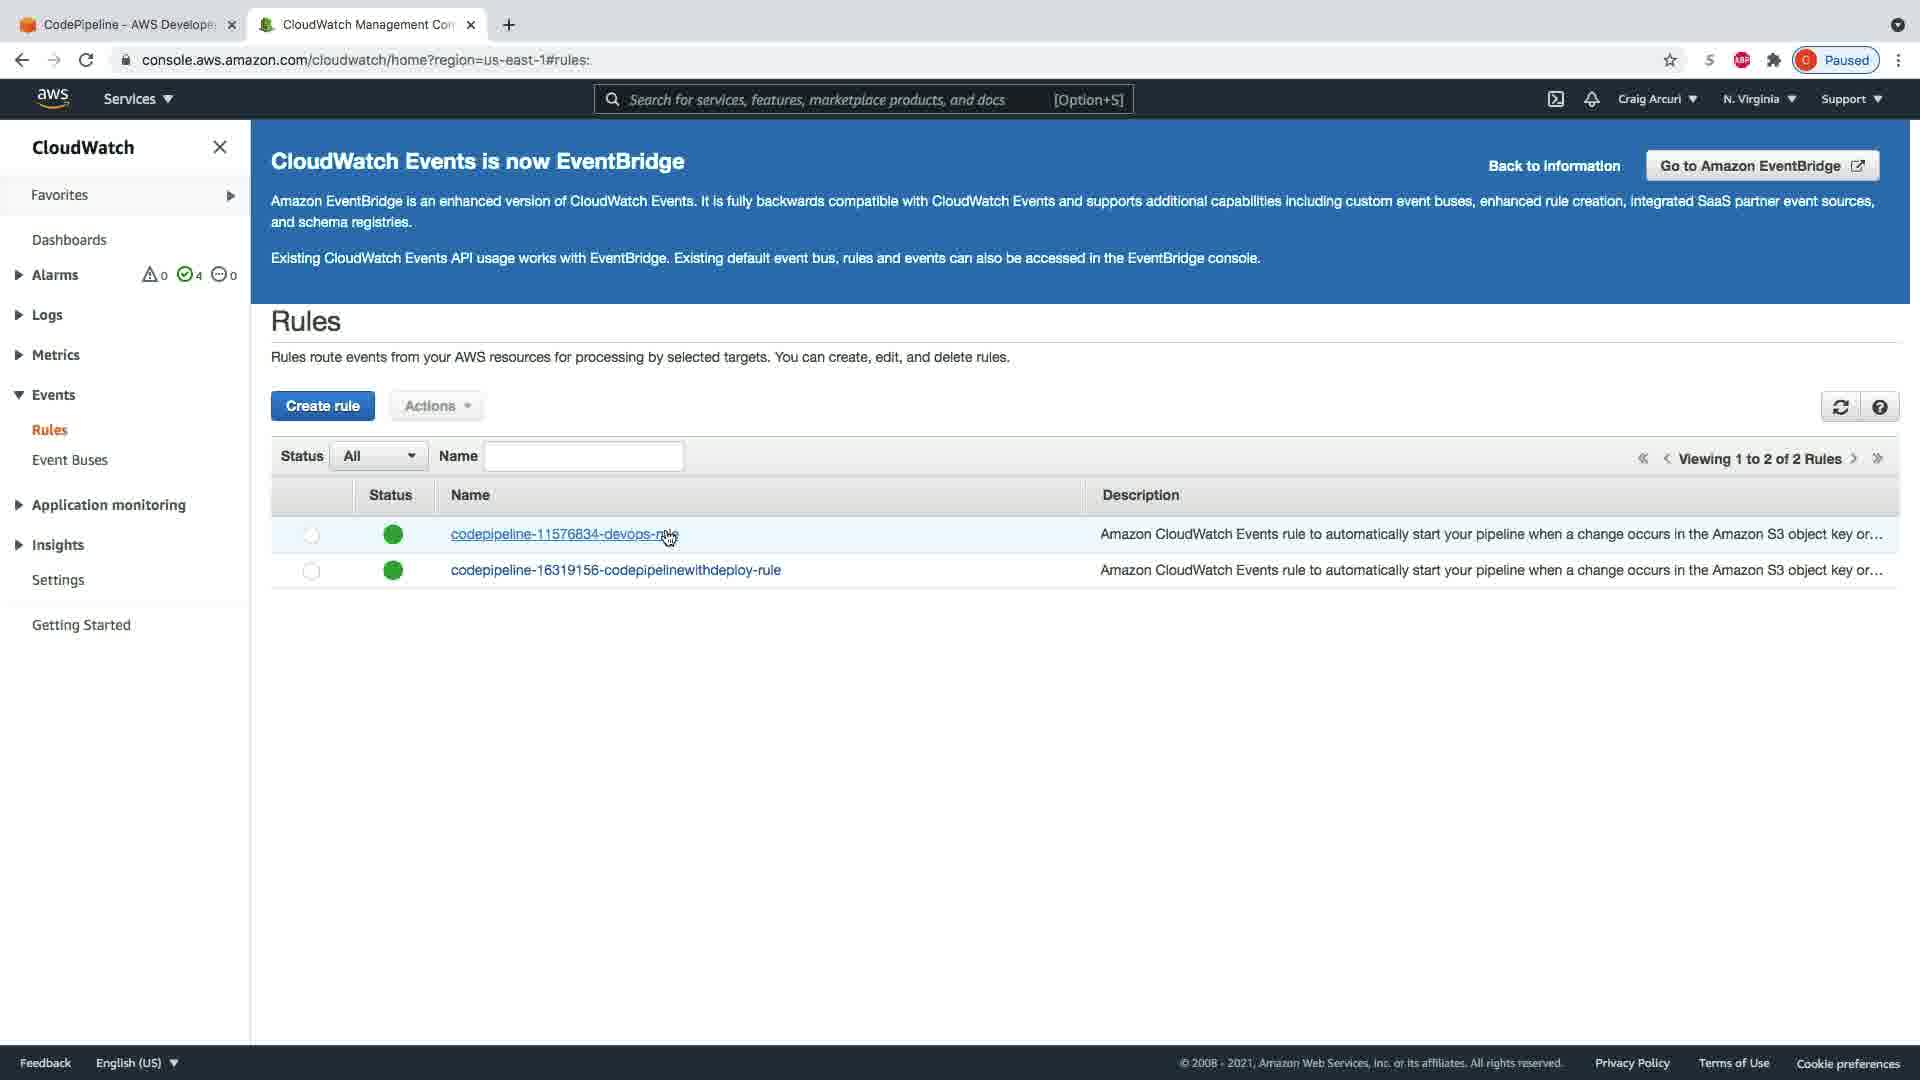 CodePipeline - AWS Develope
CloudWatch Management Con
console.aws.amazon.com/cloudwatch/home?region=us-east-1#rules:
ABP
Paused
aws
Services
Search for services, features, marketplace products, and docs
[Option+S]
Craig Arcuri
N. Virginia
Support
CloudWatch
Favorites
Dashboards
Alarms
0
4
0
Logs
Metrics
Events
Rules
Event Buses
Application monitoring
Insights
Settings
Getting Started
CloudWatch Events is now EventBridge
Back to information
Go to Amazon EventBridge
Amazon EventBridge is an enhanced version of CloudWatch Events. It is fully backwards compatible with CloudWatch Events and supports additional capabilities including custom event buses, enhanced rule creation, integrated SaaS partner event sources,
and schema registries.
Existing CloudWatch Events API usage works with EventBridge. Existing default event bus, rules and events can also be accessed in the EventBridge console.
Rules
Rules route events from your AWS resources for processing by selected targets. You can create, edit, and delete rules.
Create rule
Actions
Status
All
Name
Viewing 1 to 2 of 2 Rules
Status
Name
Description
codepipeline-11576834-devops-rule
Amazon CloudWatch Events rule to automatically start your pipeline when a change occurs in the Amazon S3 object key or...
codepipeline-16319156-codepipelinewithdeploy-rule
Amazon CloudWatch Events rule to automatically start your pipeline when a change occurs in the Amazon S3 object key or...
Feedback
English (US)
© 2008 - 2021, Amazon Web Services, Inc. or its affiliates. All rights reserved.
Privacy Policy
Terms of Use
Cookie preferences